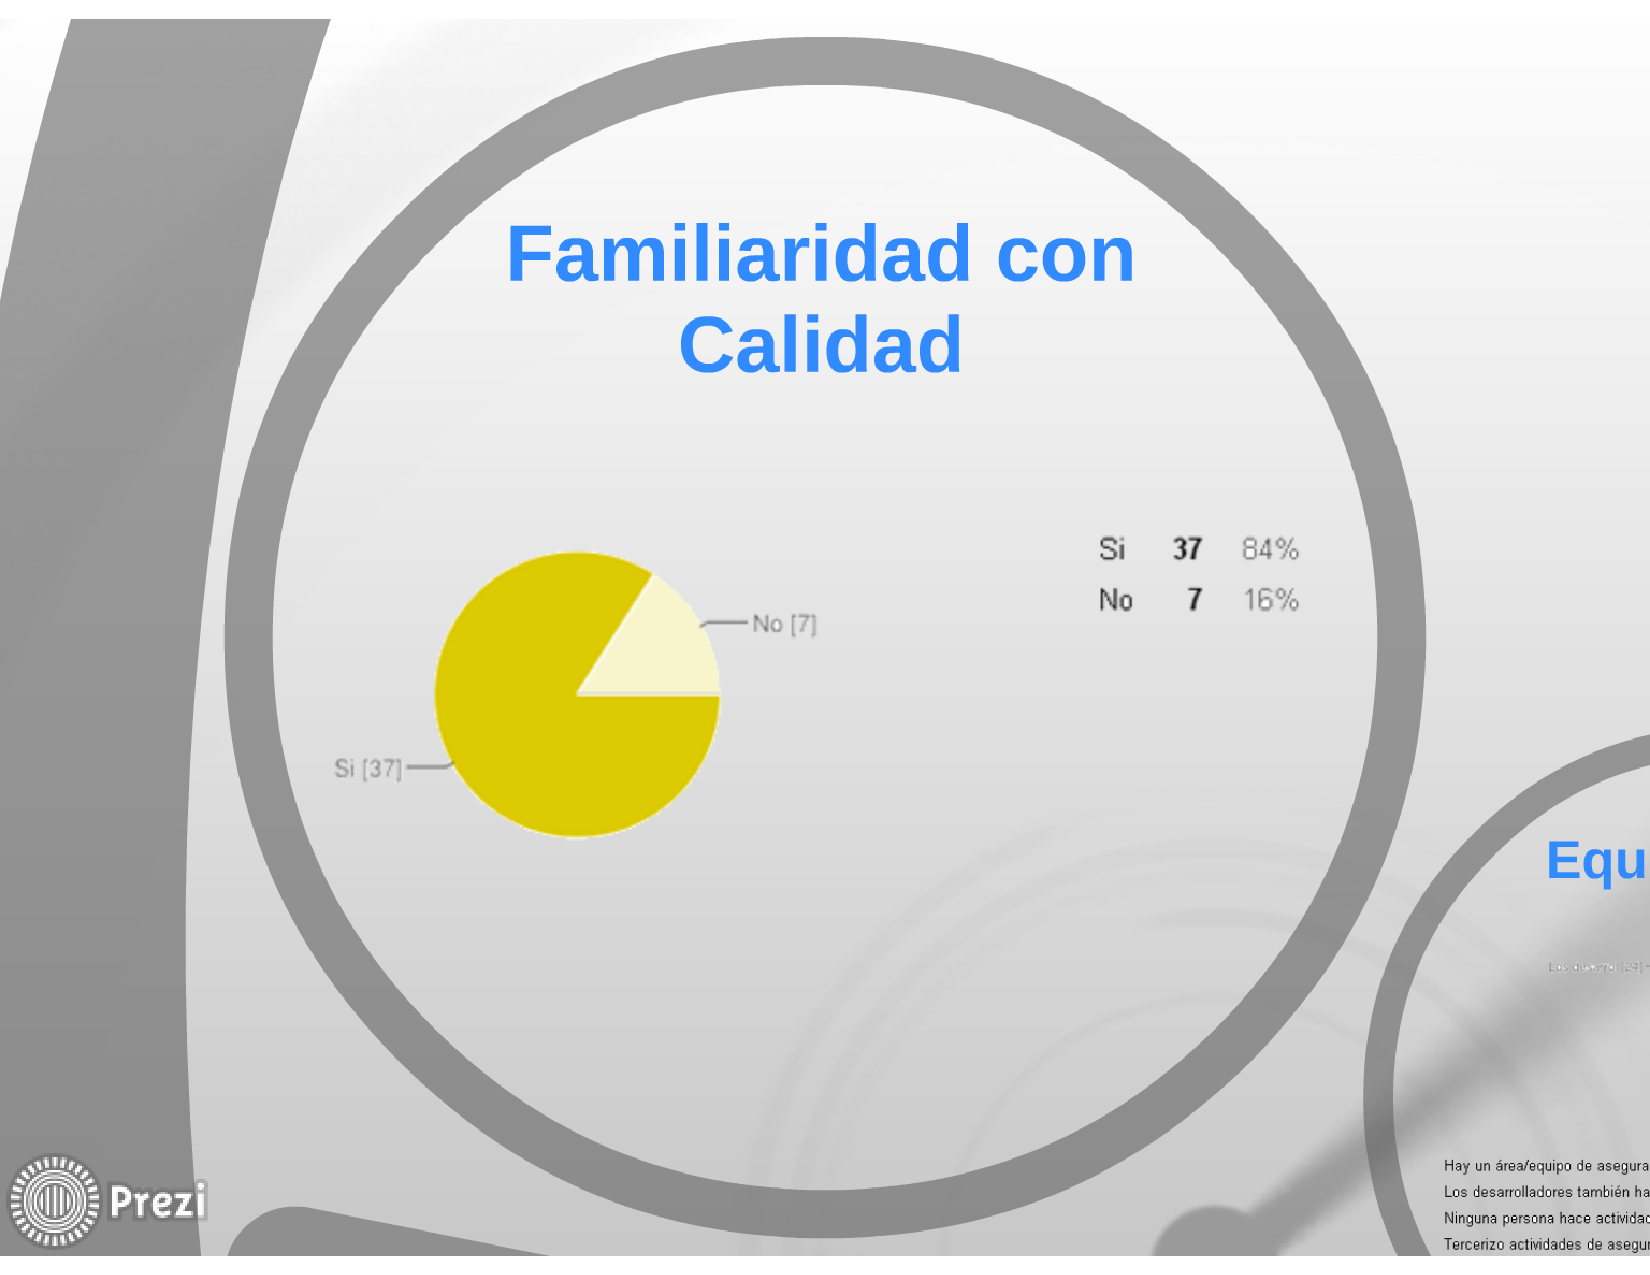 Familiaridad con
Calidad
Si 37 84%
No 7 16%
No [7]
Si [37]
Equ
Hay un área/equipo de asegura
Los desarrolladores también ha
Ninguna persona hace actividad
Tercerizo actividades de asegur
Prezi